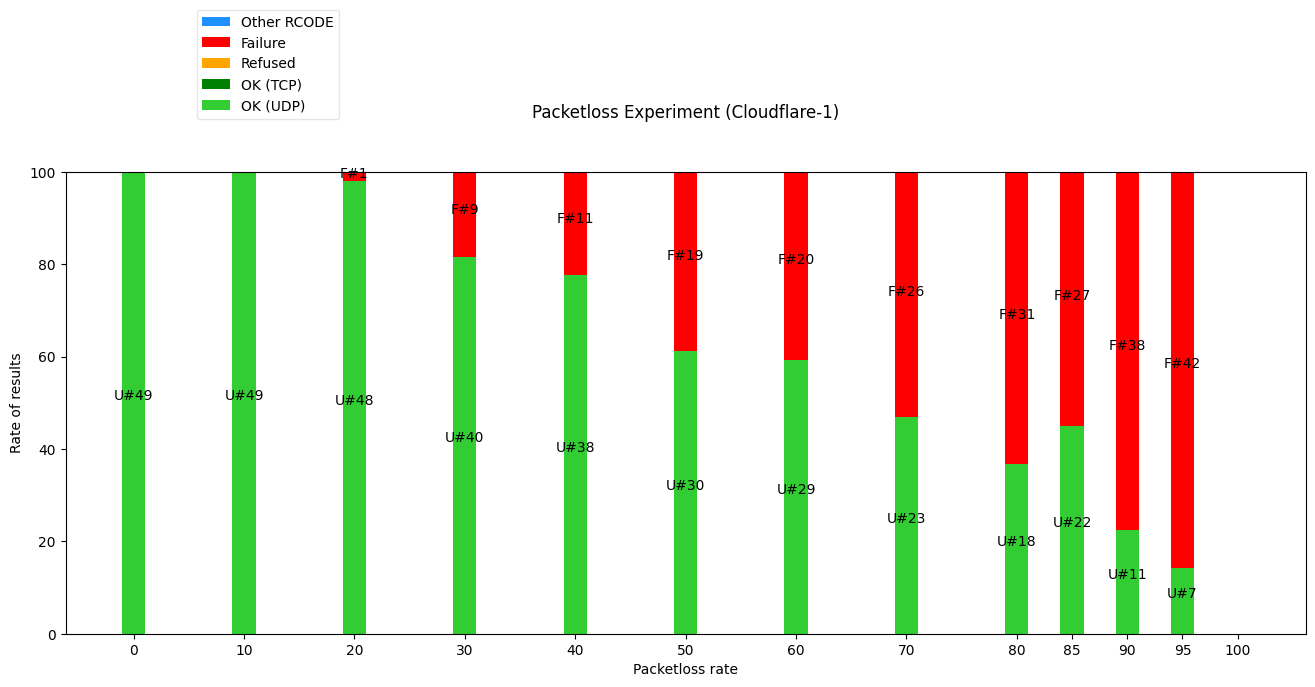 Other RCODE
Failure
Refused
OK (TCP)
OK (UDP)
Packetloss Experiment (Cloudflare-1)
Rate of results
100
80
60
40
20
0
F#1
F#9
F#11
F#19
F#20
F#26
F#31
F#27
F#38
F#42
U#49
U#49
U#48
U#40
U#38
U#30
U#29
U#23
U#18
U#22
U#11
U#7
0 10 20 30 40 50 60 70 80 85 90 95 100
Packetloss rate